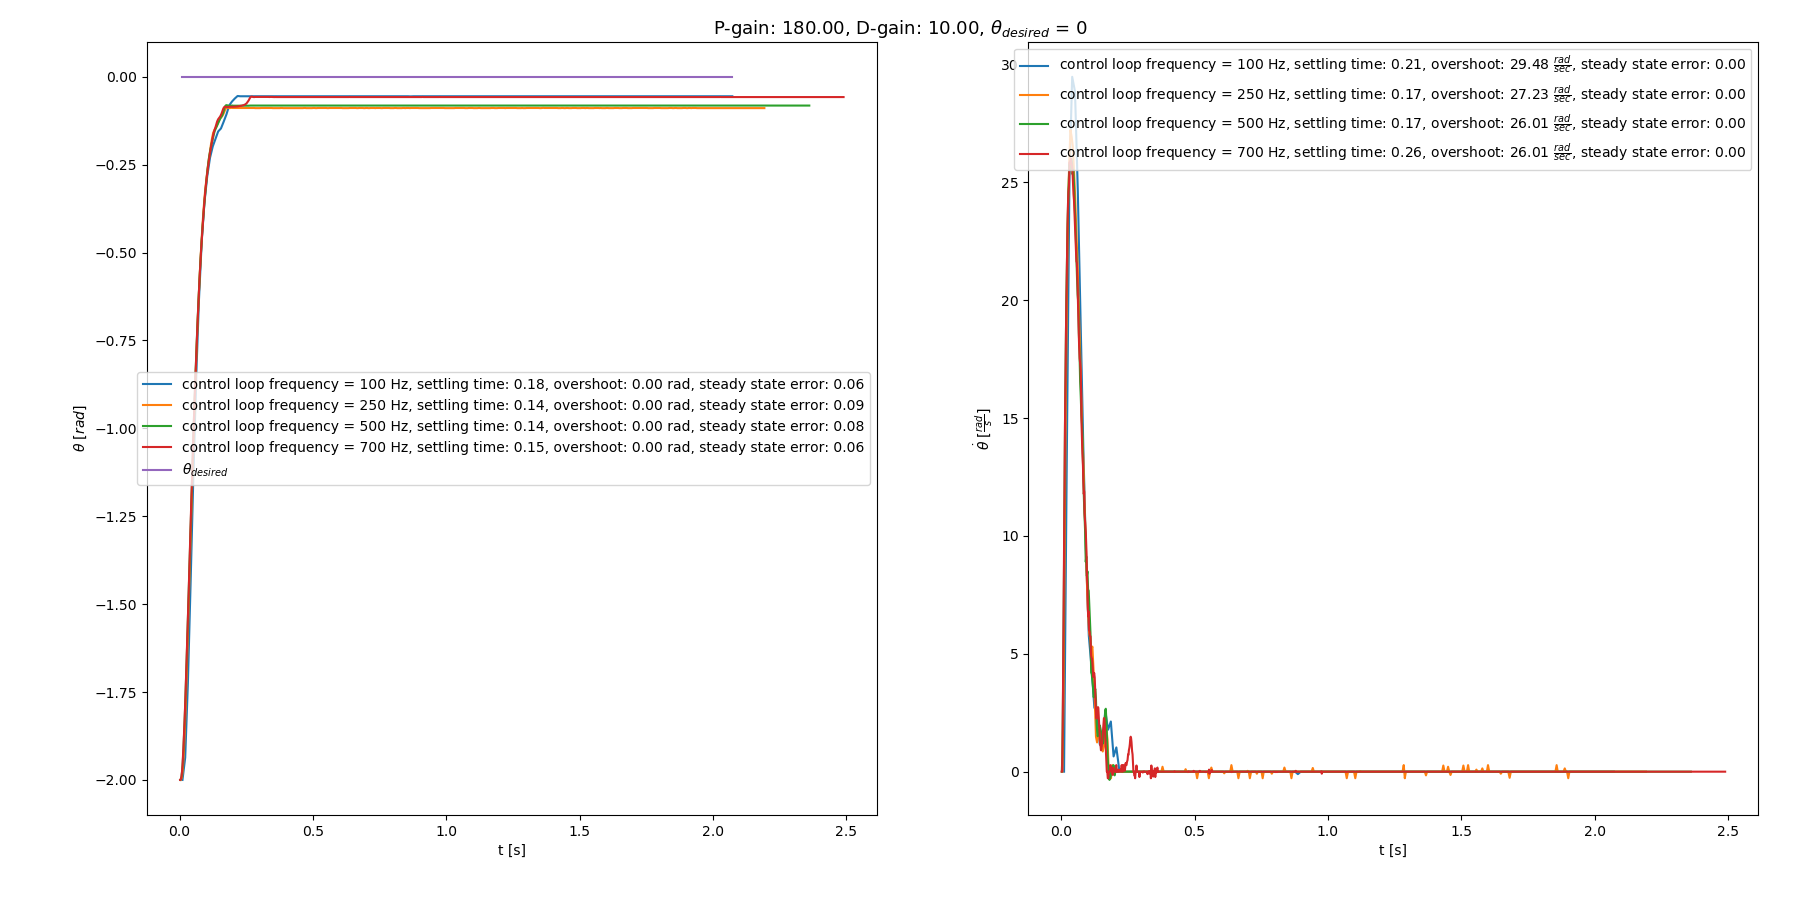 P-gain: 180.00, D-gain: 10.00, θ_desired = 0
0.00
−0.25
−0.50
−0.75
−1.00
−1.25
−1.50
−1.75
−2.00
θ [rad]
control loop frequency = 100 Hz, settling time: 0.18, overshoot: 0.00 rad, steady state error: 0.06
control loop frequency = 250 Hz, settling time: 0.14, overshoot: 0.00 rad, steady state error: 0.09
control loop frequency = 500 Hz, settling time: 0.14, overshoot: 0.00 rad, steady state error: 0.08
control loop frequency = 700 Hz, settling time: 0.15, overshoot: 0.00 rad, steady state error: 0.06
θ_desired
0.0 0.5 1.0 1.5 2.0 2.5
t [s]
30
25
20
15
10
5
0
θ̇ [rad/s]
control loop frequency = 100 Hz, settling time: 0.21, overshoot: 29.48 rad/sec, steady state error: 0.00
control loop frequency = 250 Hz, settling time: 0.17, overshoot: 27.23 rad/sec, steady state error: 0.00
control loop frequency = 500 Hz, settling time: 0.17, overshoot: 26.01 rad/sec, steady state error: 0.00
control loop frequency = 700 Hz, settling time: 0.26, overshoot: 26.01 rad/sec, steady state error: 0.00
0.0 0.5 1.0 1.5 2.0 2.5
t [s]